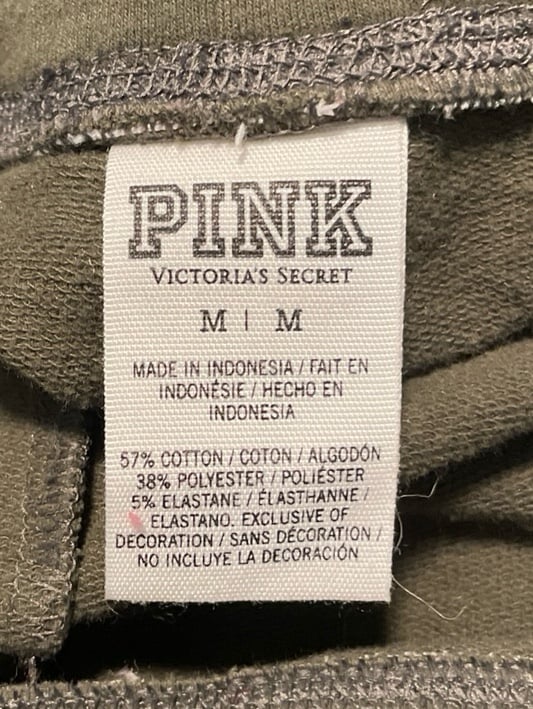 PINK
VICTORIA'S SECRET
M | M
MADE IN INDONESIA / FAIT EN
INDONÉSIE / HECHO EN
INDONESIA
57% COTTON / COTON / ALGODÓN
38% POLYESTER / POLIÉSTER
5% ELASTANE / ÉLASTHANNE /
ELASTANO. EXCLUSIVE OF
DECORATION / SANS DÉCORATION /
NO INCLUYE LA DECORACIÓN